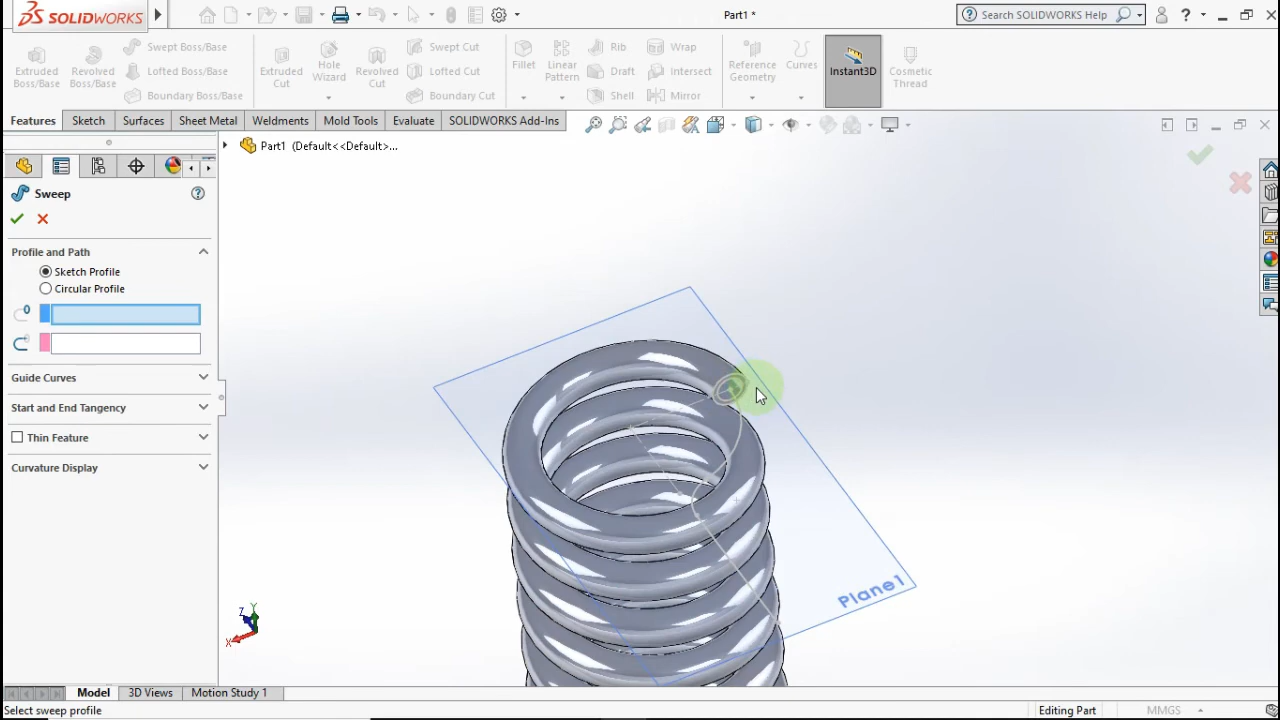 SOLIDWORKS
Part1 *
Search SOLIDWORKS Help
?
Extruded Boss/Base
Revolved Boss/Base
Swept Boss/Base
Lofted Boss/Base
Boundary Boss/Base
Extruded Cut
Hole Wizard
Revolved Cut
Swept Cut
Lofted Cut
Boundary Cut
Fillet
Linear Pattern
Rib
Draft
Shell
Wrap
Intersect
Mirror
Reference Geometry
Curves
Instant3D
Cosmetic Thread
Features
Sketch
Surfaces
Sheet Metal
Weldments
Mold Tools
Evaluate
SOLIDWORKS Add-Ins
Part1 (Default<<Default>...
Sweep
?
Profile and Path
Sketch Profile
Circular Profile
Guide Curves
Start and End Tangency
Thin Feature
Curvature Display
Plane1
Z
Y
X
Model
3D Views
Motion Study 1
Select sweep profile
Editing Part
MMGS